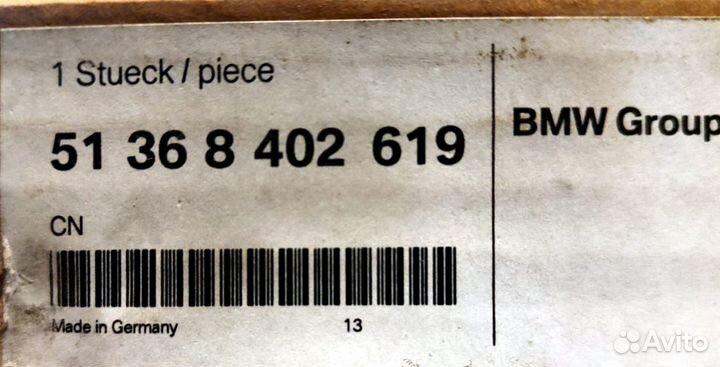 1 Stueck / piece
51 36 8 402 619
BMW Group
CN
Made in Germany 13
Avito